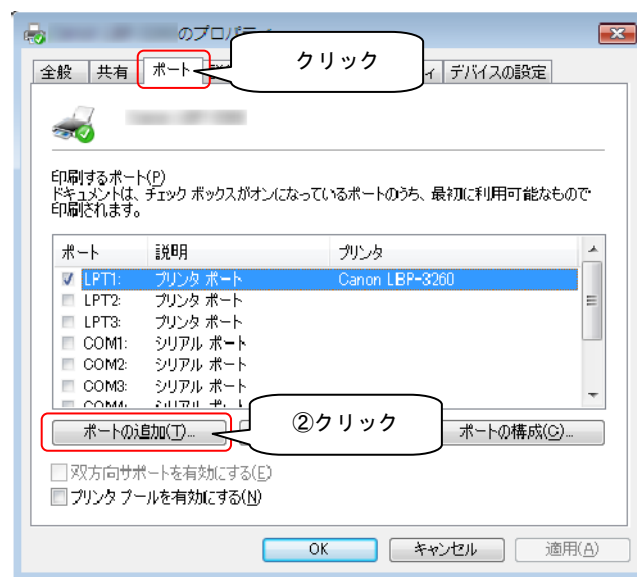 のプロパティ
クリック
全般 共有 ポート ィ デバイスの設定
印刷するポート(P)
ドキュメントは、チェック ボックスがオンになっているポートのうち、最初に利用可能なもので
印刷されます。
ポート 説明 プリンタ
LPT1: プリンタ ポート Canon LBP-3260
LPT2: プリンタ ポート
LPT3: プリンタ ポート
COM1: シリアル ポート
COM2: シリアル ポート
COM3: シリアル ポート
COM4: シリアル ポート
ポートの追加(T)... ②クリック ポートの構成(C)...
双方向サポートを有効にする(E)
プリンタ プールを有効にする(N)
OK キャンセル 適用(A)